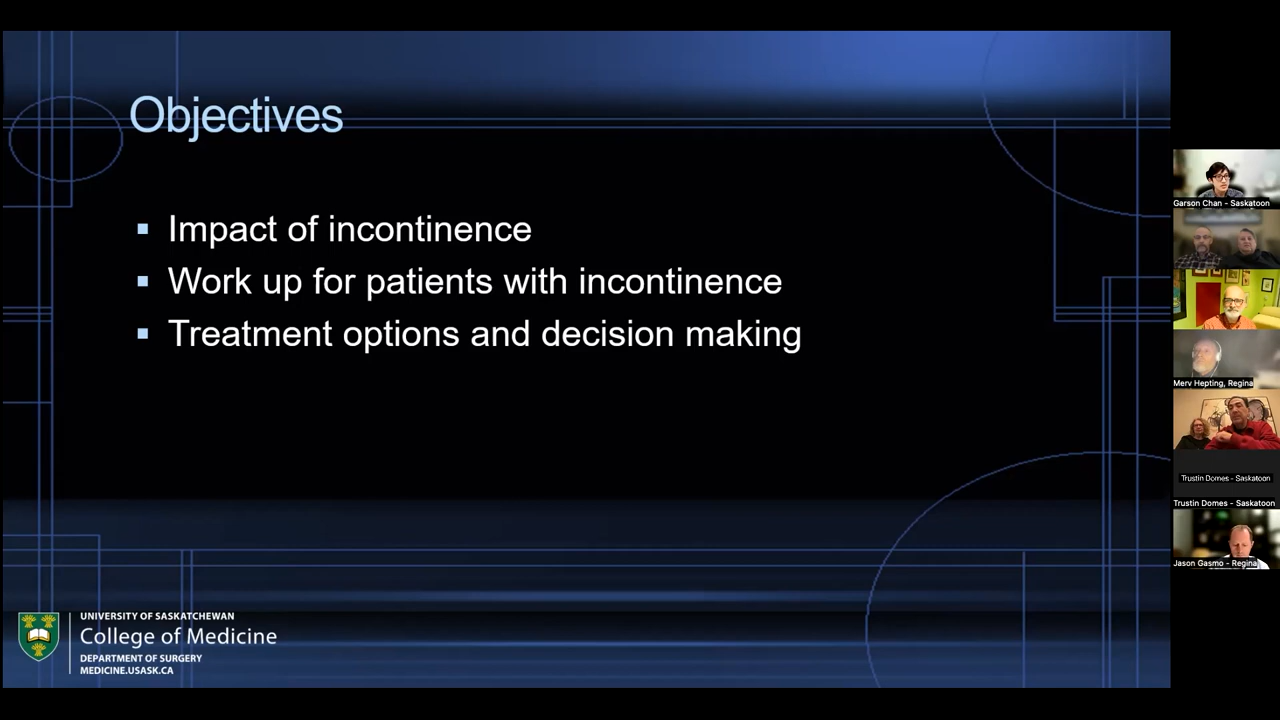 Objectives
Impact of incontinence
Work up for patients with incontinence
Treatment options and decision making
UNIVERSITY OF SASKATCHEWAN
College of Medicine
DEPARTMENT OF SURGERY
MEDICINE.USASK.CA
Garson Chan - Saskatoon
Merv Hepting, Regina
Trustin Domes - Saskatoon
Trustin Domes - Saskatoon
Jason Gasmo - Regina